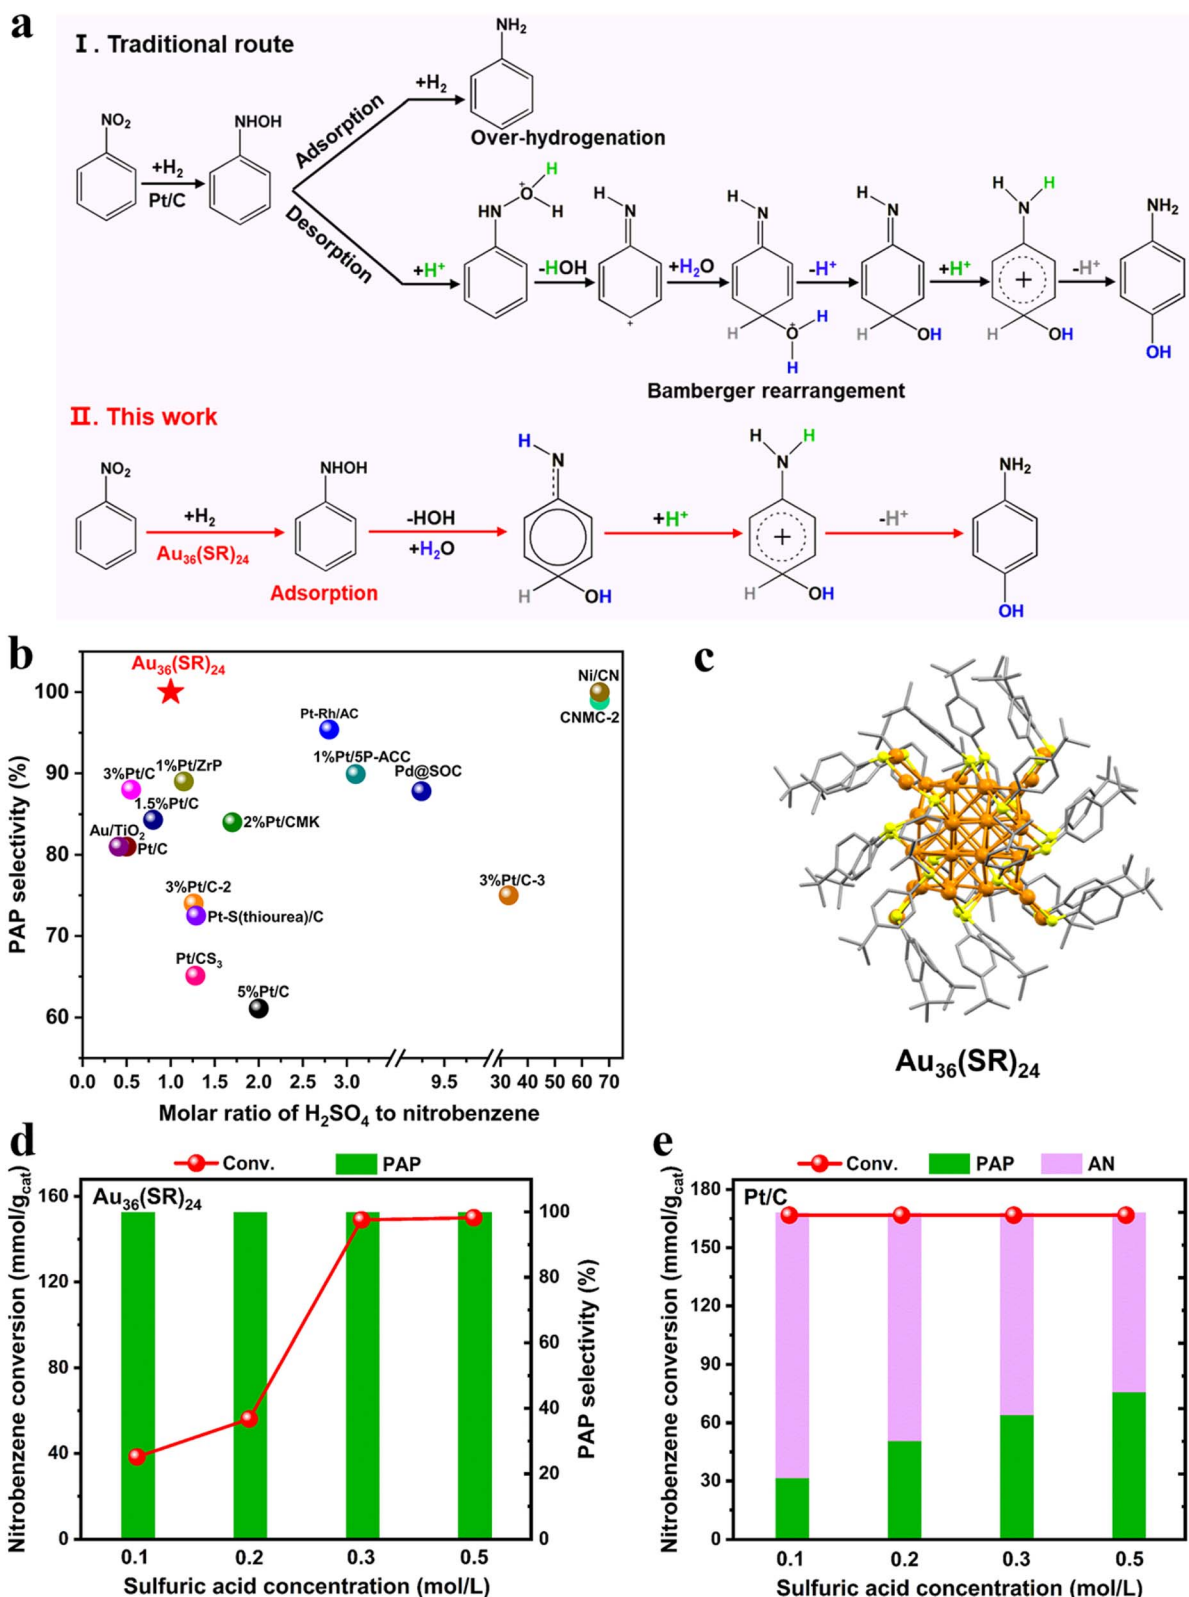 a
I. Traditional route
NH₂
+H₂
Adsorption
Over-hydrogenation
NO₂
NHOH
+H₂
Pt/C
Desorption
+H⁺
H
O⁺
HN
H
-HOH
H
N
+
+H₂O
H
N
H
O⁺
H
H
-H⁺
H
N
H
OH
+H⁺
H
H
N
+
H
OH
-H⁺
NH₂
OH
Bamberger rearrangement
II. This work
NO₂
+H₂
Au₃₆(SR)₂₄
NHOH
Adsorption
-HOH
+H₂O
H
N
H
OH
+H⁺
H
H
N
+
H
OH
-H⁺
NH₂
OH
b
PAP selectivity (%)
100
90
80
70
60
Au₃₆(SR)₂₄
Ni/CN
CNMC-2
Pt-Rh/AC
3%Pt/C
1%Pt/ZrP
1%Pt/5P-ACC
Pd@SOC
1.5%Pt/C
2%Pt/CMK
Au/TiO₂
Pt/C
3%Pt/C-2
3%Pt/C-3
Pt-S(thiourea)/C
Pt/CS₃
5%Pt/C
0.0 0.5 1.0 1.5 2.0 3.0 9.5 30 40 50 60 70
Molar ratio of H₂SO₄ to nitrobenzene
c
Au₃₆(SR)₂₄
d
Conv. PAP
Au₃₆(SR)₂₄
Nitrobenzene conversion (mmol/g_cat)
160
120
80
40
0
100
80
60
40
20
0
PAP selectivity (%)
0.1 0.2 0.3 0.5
Sulfuric acid concentration (mol/L)
e
Conv. PAP AN
Pt/C
Nitrobenzene conversion (mmol/g_cat)
180
150
120
90
60
30
0
0.1 0.2 0.3 0.5
Sulfuric acid concentration (mol/L)